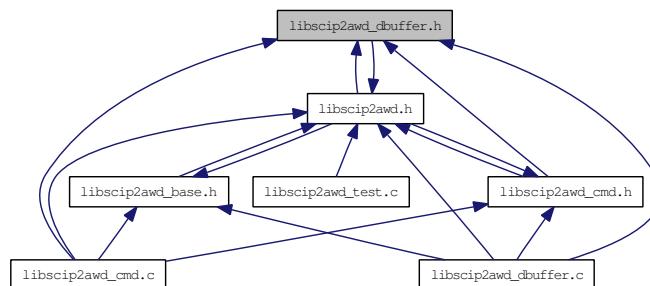 libscip2awd_dbuffer.h
libscip2awd.h
libscip2awd_base.h
libscip2awd_test.c
libscip2awd_cmd.h
libscip2awd_cmd.c
libscip2awd_dbuffer.c